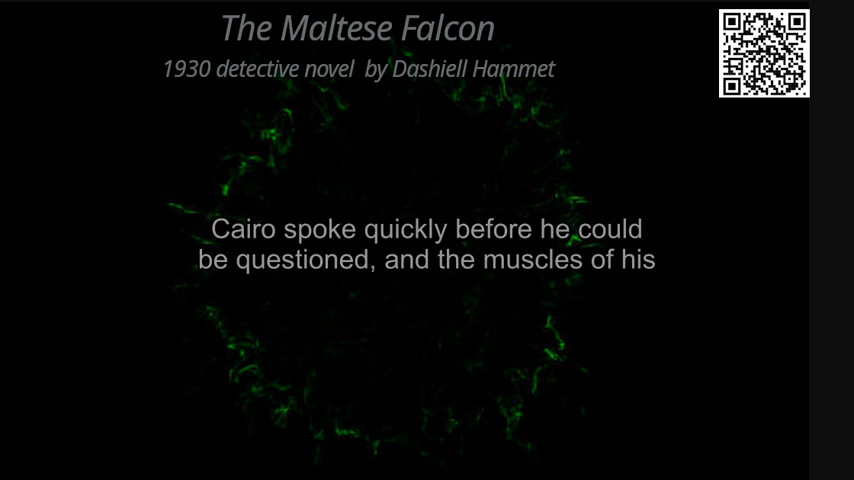 The Maltese Falcon
1930 detective novel by Dashiell Hammet
Cairo spoke quickly before he could
be questioned, and the muscles of his